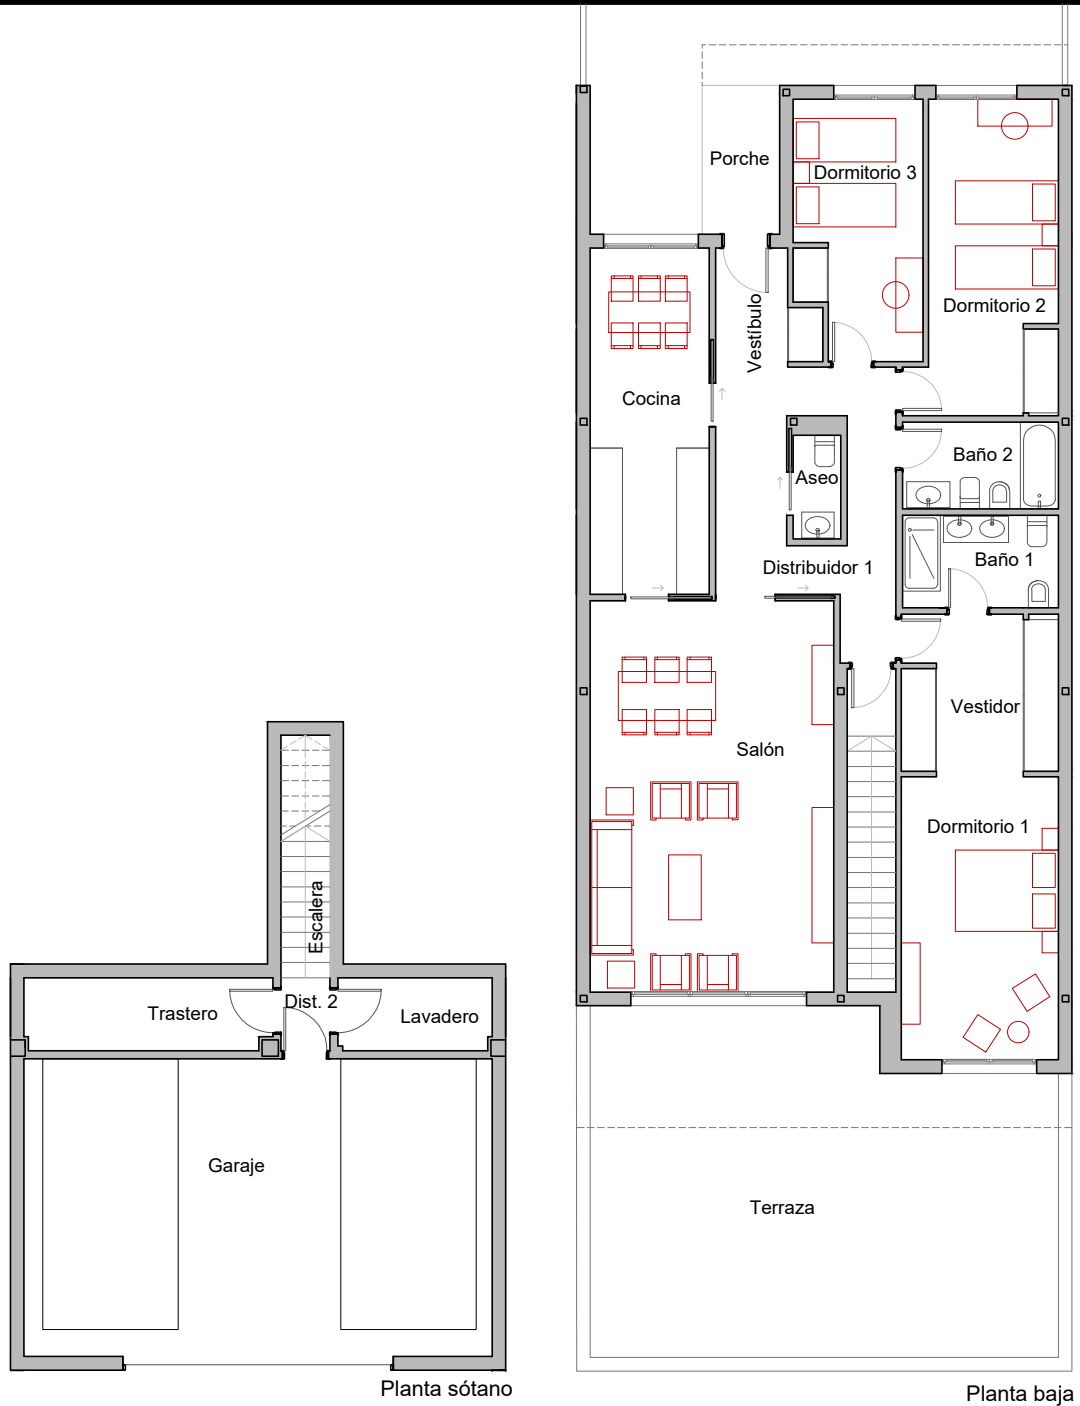 Porche
Dormitorio 3
Dormitorio 2
Vestíbulo
Cocina
Baño 2
Aseo
Baño 1
Distribuidor 1
Vestidor
Salón
Dormitorio 1
Escalera
Dist. 2
Trastero
Lavadero
Garaje
Terraza
Planta sótano
Planta baja